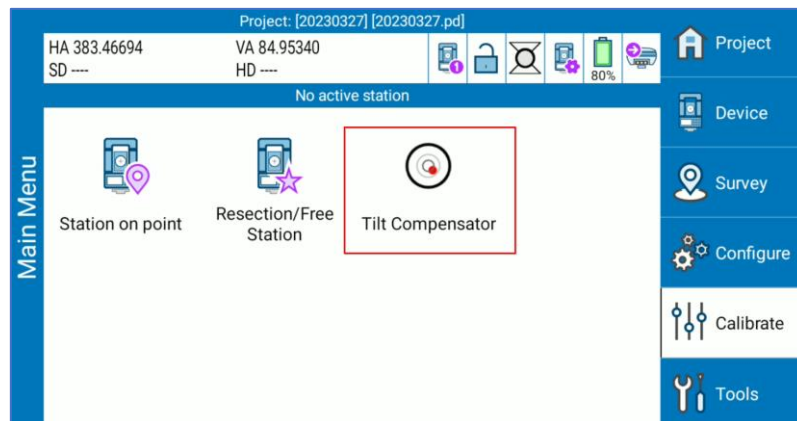 Project: [20230327] [20230327.pd]
HA 383.46694
VA 84.95340
SD ----
HD ----
1
80%
No active station
Main Menu
Station on point
Resection/Free
Station
Tilt Compensator
Project
Device
Survey
Configure
Calibrate
Tools